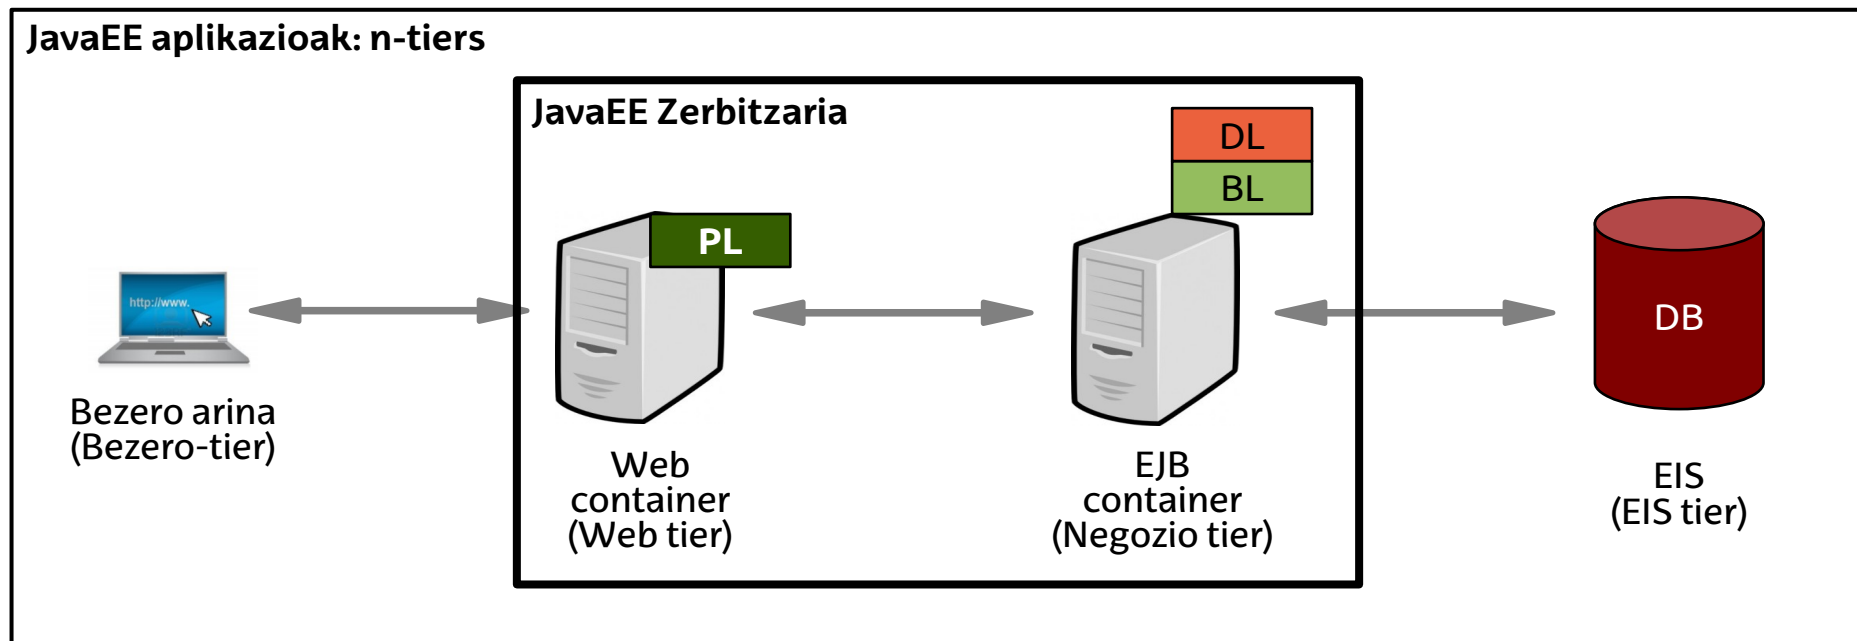 JavaEE aplikazioak: n-tiers
JavaEE Zerbitzaria
DL
BL
PL
http://www.
DB
Bezero arina
(Bezero-tier)
Web
container
(Web tier)
EJB
container
(Negozio tier)
EIS
(EIS tier)